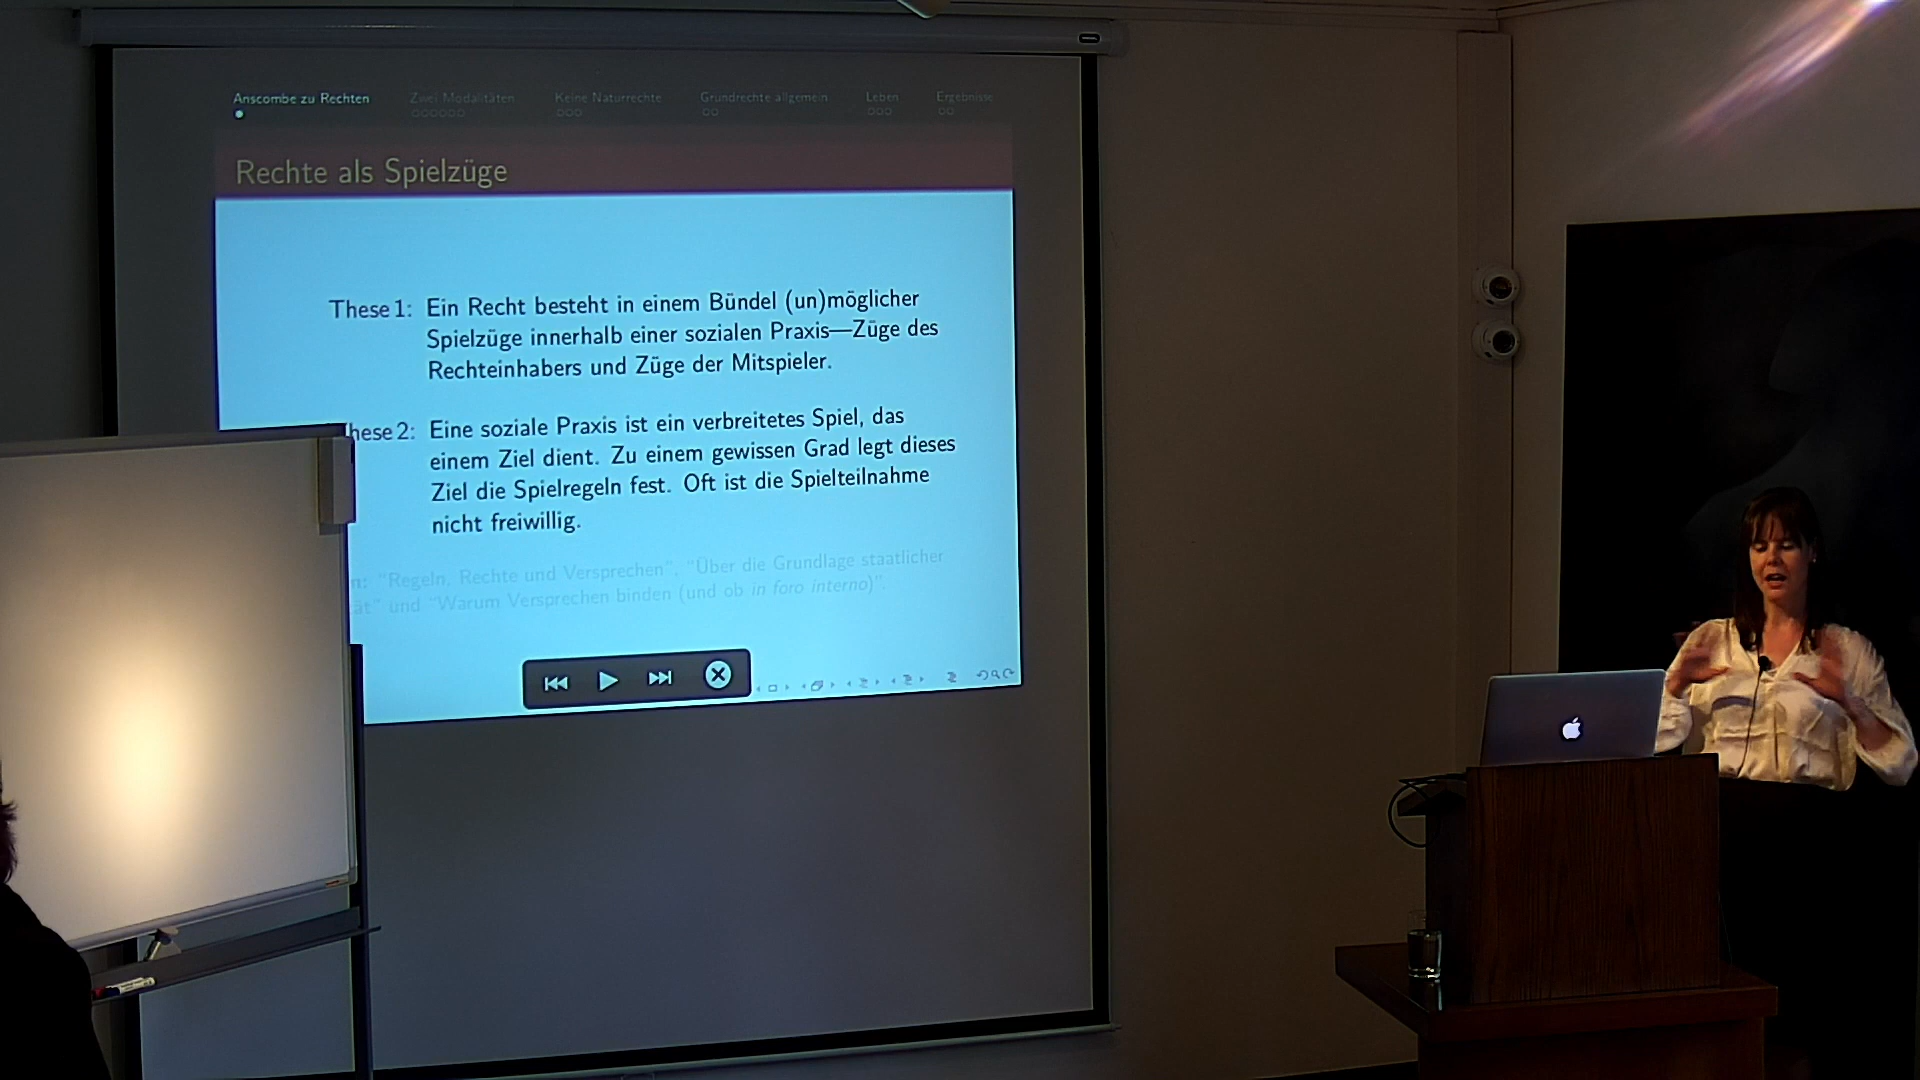 Anscombe zu Rechten Zwei Modalitäten Keine Naturrechte Grundrechte allgemein Leben Ergebnisse
Rechte als Spielzüge
These 1: Ein Recht besteht in einem Bündel (un)möglicher
Spielzüge innerhalb einer sozialen Praxis—Züge des
Rechteinhabers und Züge der Mitspieler.
hese 2: Eine soziale Praxis ist ein verbreitetes Spiel, das
einem Ziel dient. Zu einem gewissen Grad legt dieses
Ziel die Spielregeln fest. Oft ist die Spielteilnahme
nicht freiwillig.
n: "Regeln, Rechte und Versprechen", "Über die Grundlage staatlicher
ät" und "Warum Versprechen binden (und ob in foro interno)".